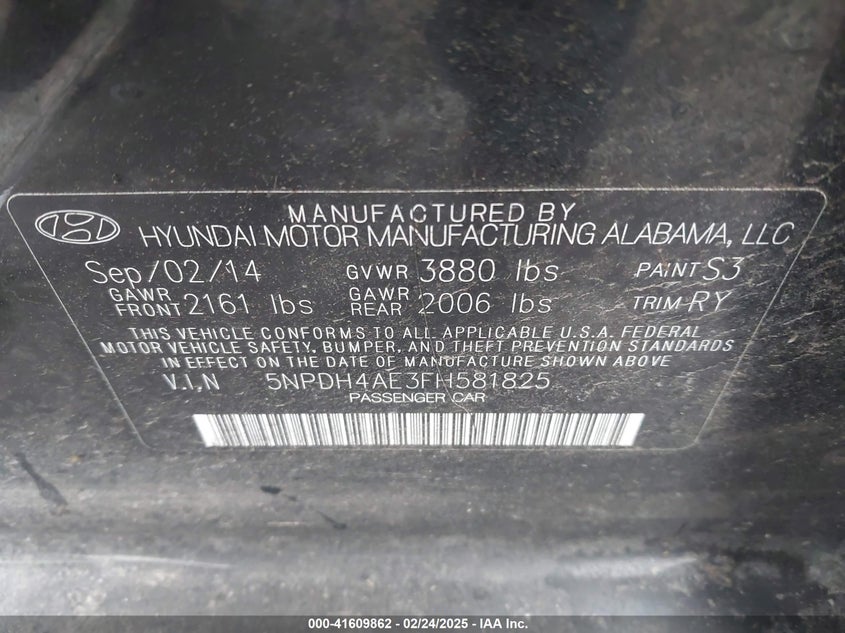 MANUFACTURED BY
HYUNDAI MOTOR MANUFACTURING ALABAMA, LLC
Sep/02/14 GVWR 3880 lbs PAINT S3
GAWR FRONT 2161 lbs GAWR REAR 2006 lbs TRIM RY
THIS VEHICLE CONFORMS TO ALL APPLICABLE U.S.A. FEDERAL
MOTOR VEHICLE SAFETY, BUMPER, AND THEFT PREVENTION STANDARDS
IN EFFECT ON THE DATE OF MANUFACTURE SHOWN ABOVE
V.I.N 5NPDH4AE3FH581825
PASSENGER CAR
000-41609862 - 02/24/2025 - IAA Inc.